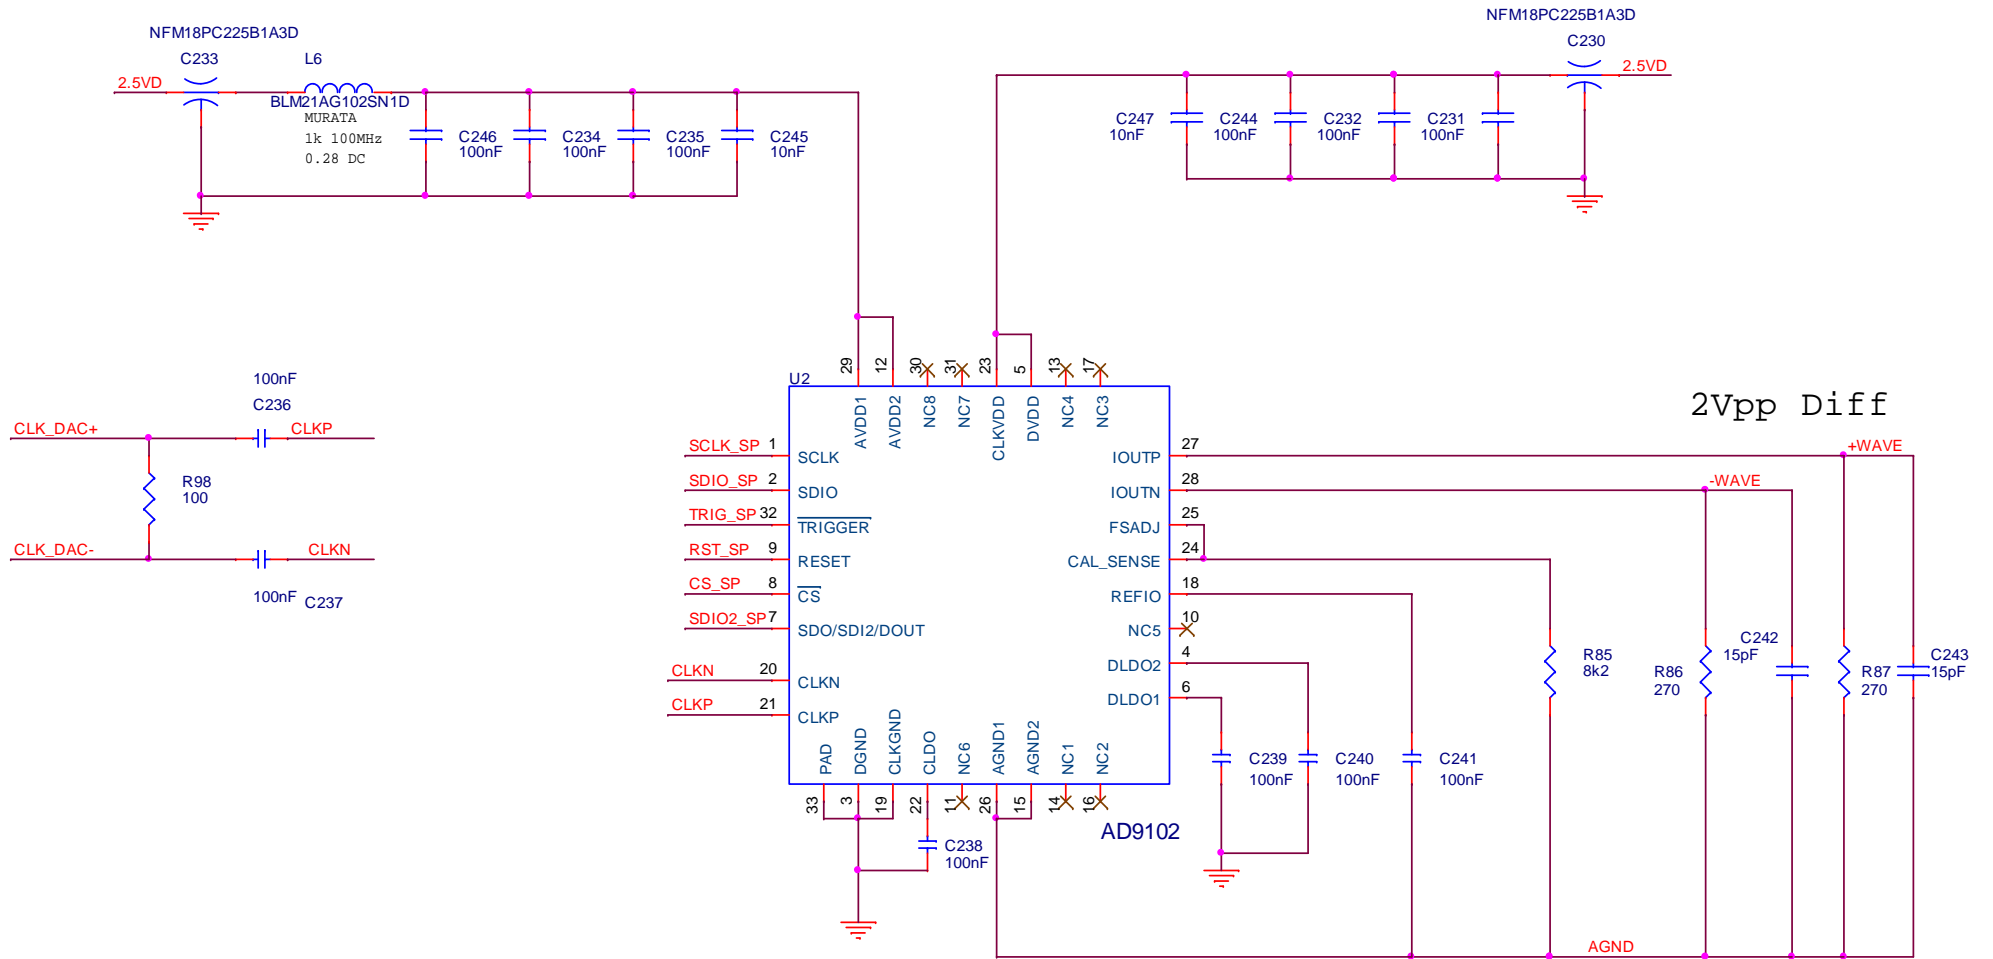 NFM18PC225B1A3D
C233
L6
2.5VD
BLM21AG102SN1D
MURATA
1k 100MHz
0.28 DC
C246
100nF
C234
100nF
C235
100nF
C245
10nF
NFM18PC225B1A3D
C230
2.5VD
C247
10nF
C244
100nF
C232
100nF
C231
100nF
100nF
C236
CLK_DAC+
CLKP
R98
100
CLK_DAC-
CLKN
100nF
C237
U2
29
12
30
31
23
5
13
17
AVDD1
AVDD2
NC8
NC7
CLKVDD
DVDD
NC4
NC3
SCLK_SP 1 SCLK
SDIO_SP 2 SDIO
TRIG_SP 32 TRIGGER
RST_SP 9 RESET
CS_SP 8 CS
SDIO2_SP 7 SDO/SDI2/DOUT
CLKN 20 CLKN
CLKP 21 CLKP
IOUTP 27
IOUTN 28
FSADJ 25
CAL_SENSE 24
REFIO 18
NC5 10
DLDO2 4
DLDO1 6
PAD
DGND
CLKGND
CLDO
NC6
AGND1
AGND2
NC1
NC2
33
3
19
22
11
26
15
14
16
AD9102
C238
100nF
2Vpp Diff
+WAVE
-WAVE
C239
100nF
C240
100nF
C241
100nF
R85
8k2
R86
270
C242
15pF
R87
270
C243
15pF
AGND